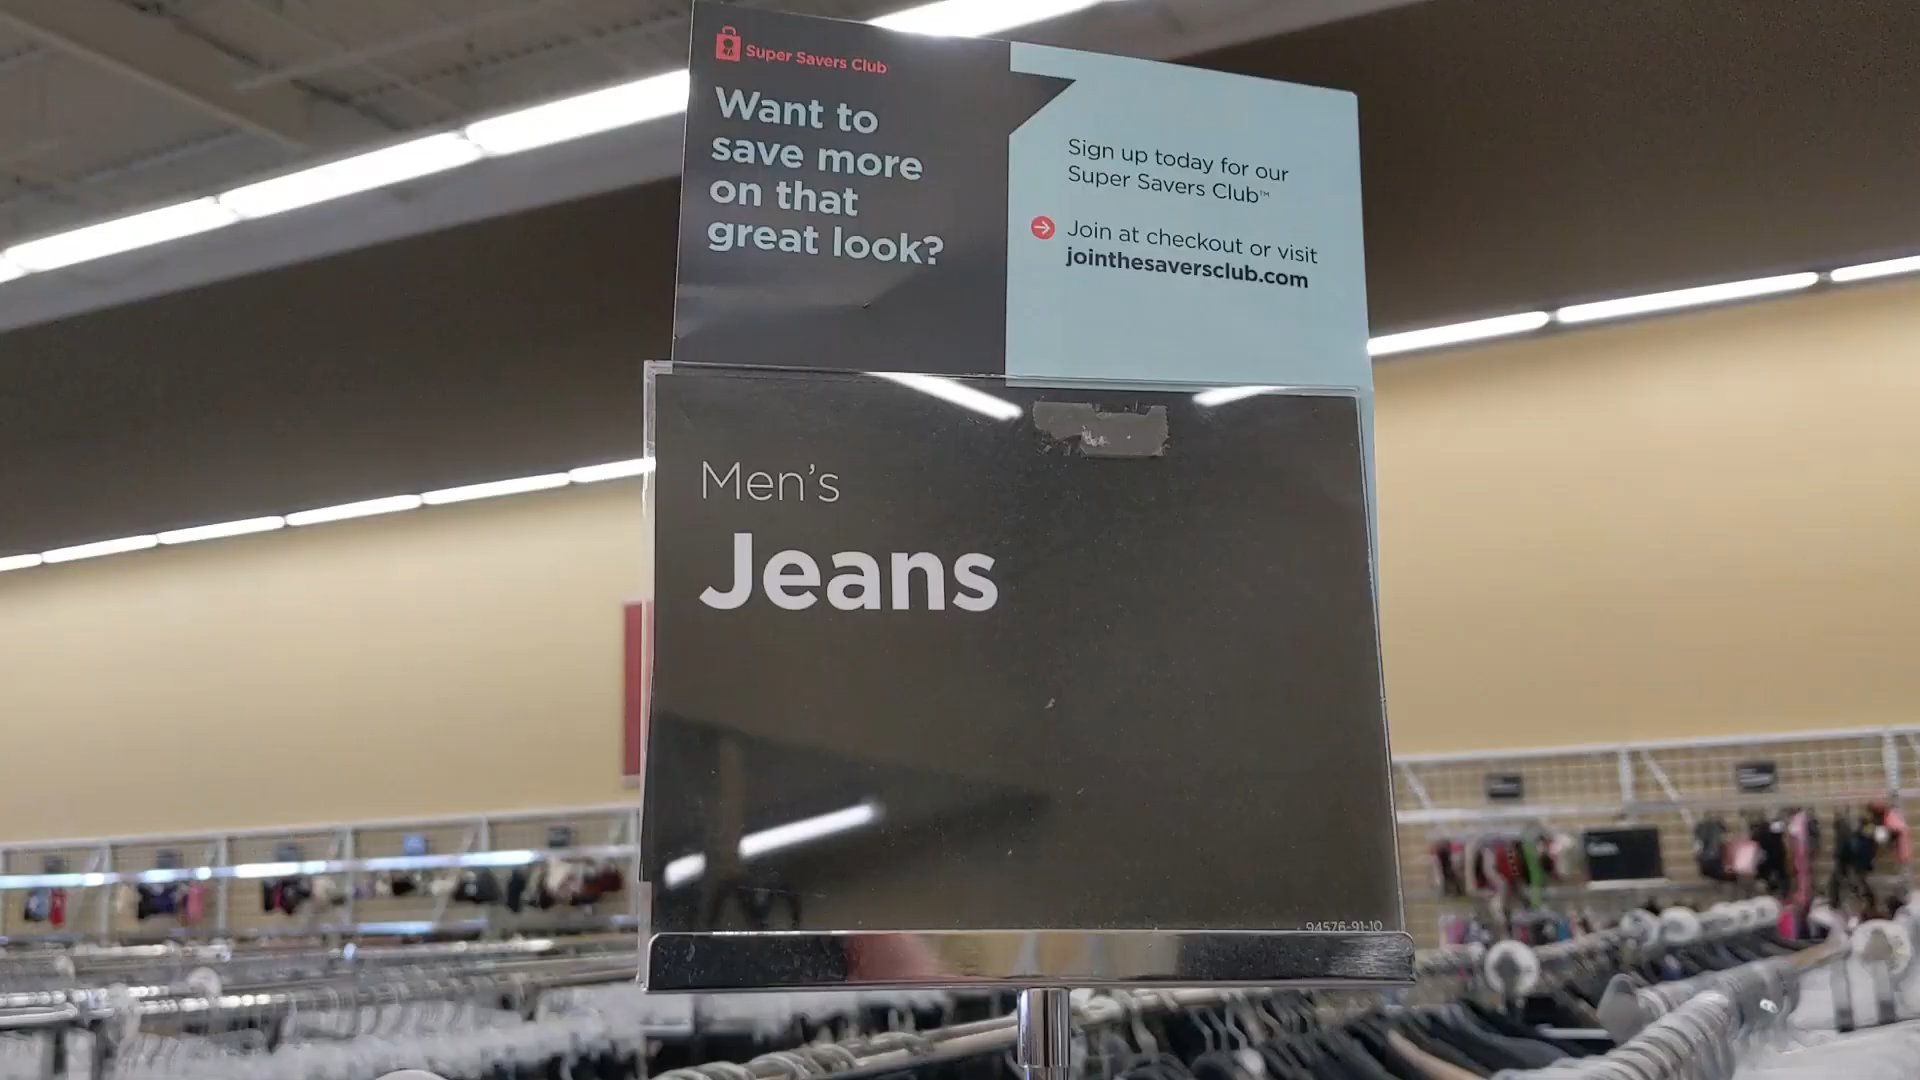 Super Savers Club
Want to
save more
on that
great look?
Sign up today for our
Super Savers Club™
Join at checkout or visit
jointhesaversclub.com
Men's
Jeans
94576-91-10